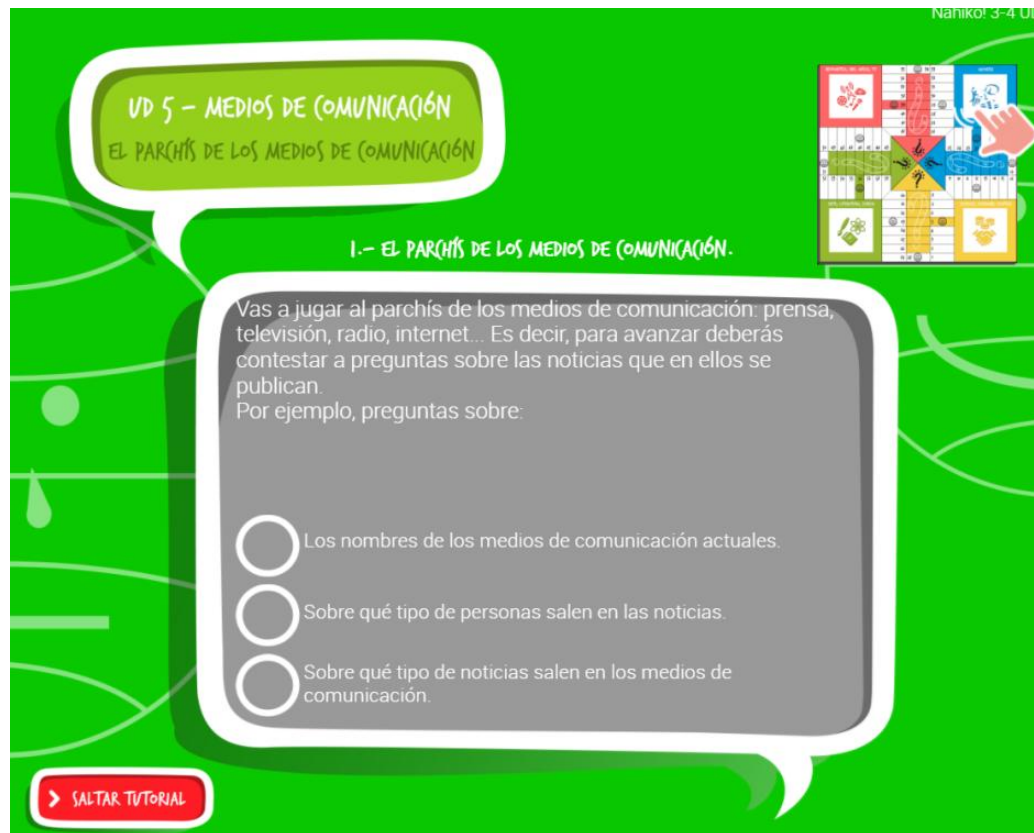 Nahiko! 3-4
UD 5 - MEDIOS DE COMUNICACIÓN
EL PARCHÍS DE LOS MEDIOS DE COMUNICACIÓN
1.- EL PARCHÍS DE LOS MEDIOS DE COMUNICACIÓN.
Vas a jugar al parchís de los medios de comunicación: prensa,
televisión, radio, internet... Es decir, para avanzar deberás
contestar a preguntas sobre las noticias que en ellos se
publican.
Por ejemplo, preguntas sobre:
Los nombres de los medios de comunicación actuales.
Sobre qué tipo de personas salen en las noticias.
Sobre qué tipo de noticias salen en los medios de
comunicación.
> SALTAR TUTORIAL